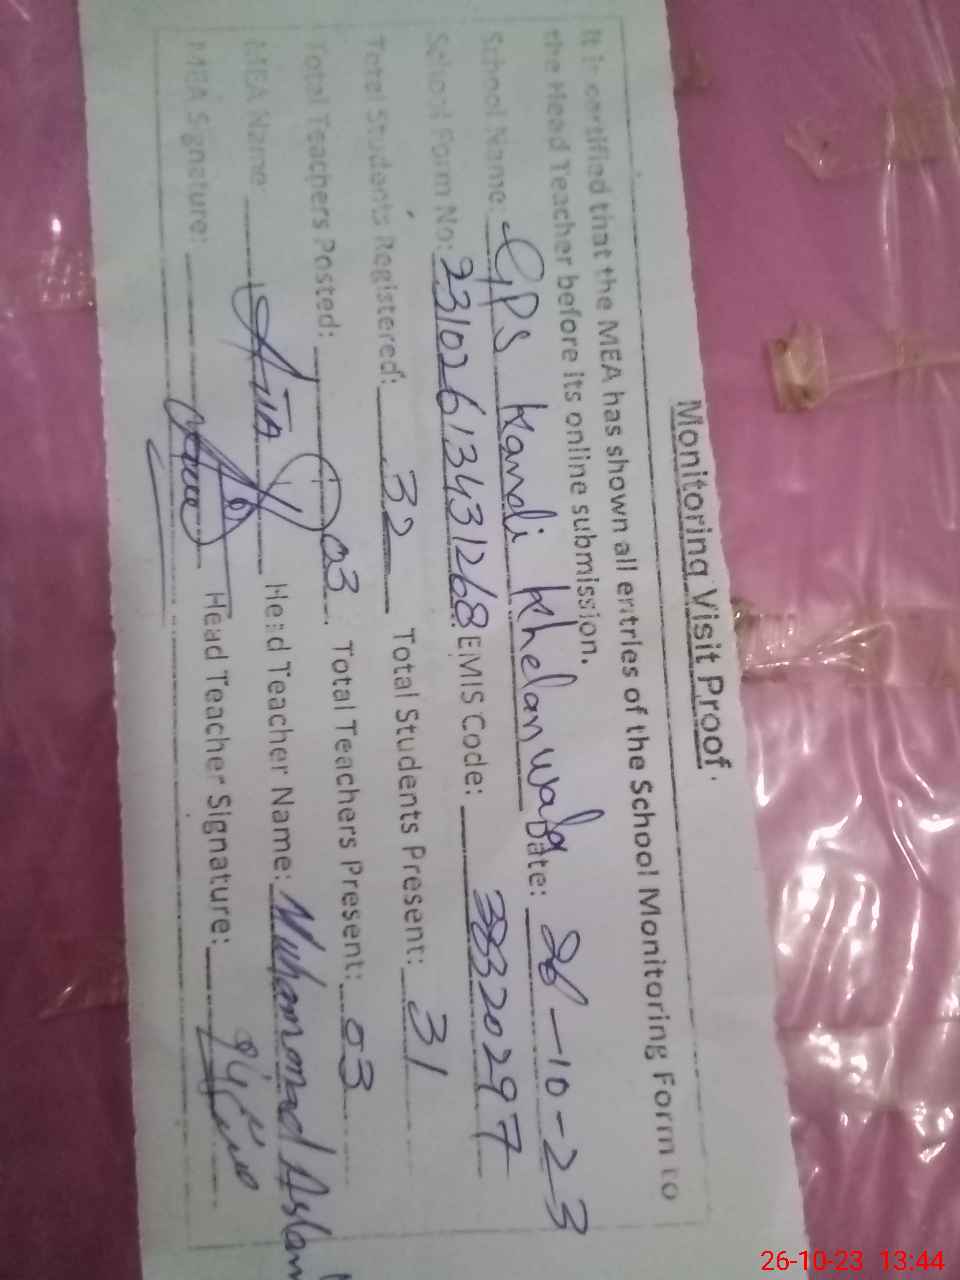 Monitoring Visit Proof
It is certified that the MEA has shown all entries of the School Monitoring Form to
the Head Teacher before its online submission.
School Name: GPS Kandi Khelanwala Date: 26-10-23
School Form No: 23102613431268 EMIS Code: 38320297
Total Students Registered: 32 Total Students Present: 31
Total Teachers Posted: 03 Total Teachers Present: 03
MEA Name: Head Teacher Name: Muhammad Aslam
MEA Signature: Head Teacher Signature:
26-10-23 13:44